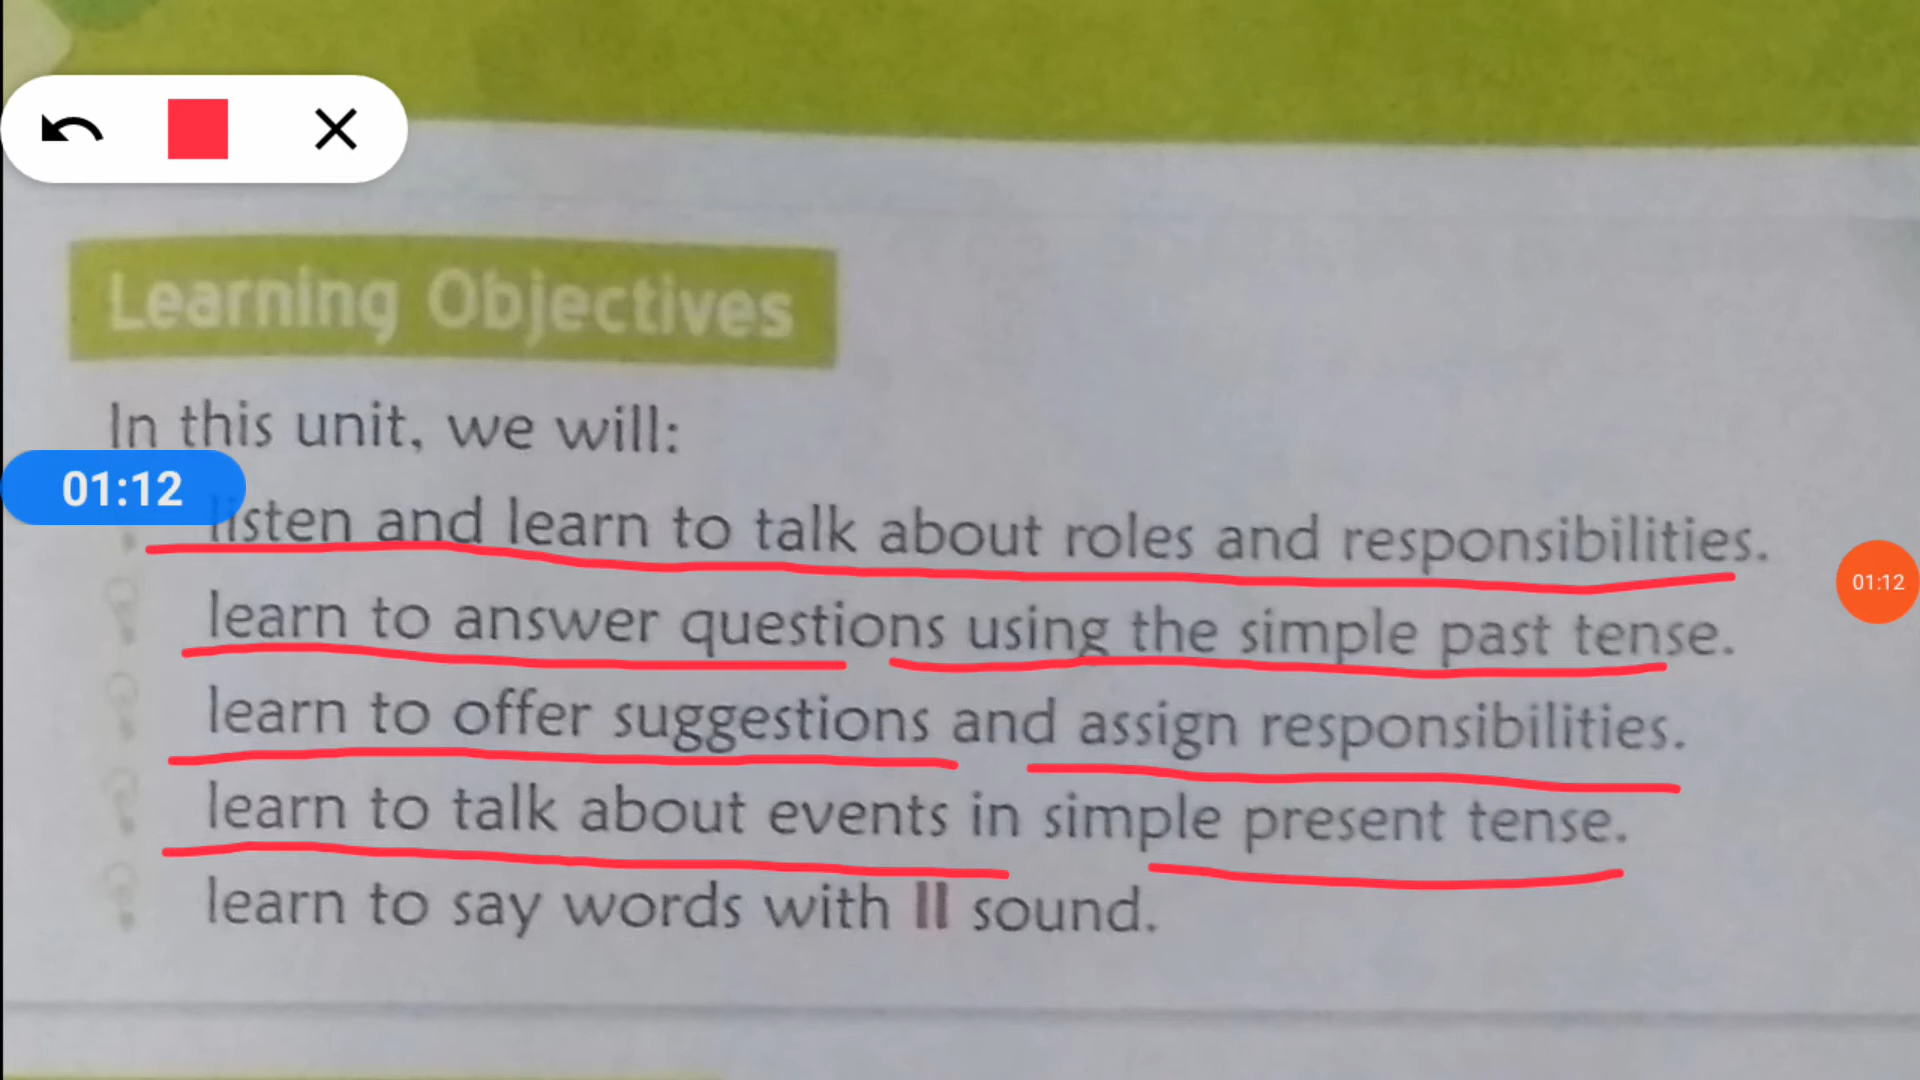 Learning Objectives
In this unit, we will:
01:12
listen and learn to talk about roles and responsibilities.
01:12
learn to answer questions using the simple past tense.
learn to offer suggestions and assign responsibilities.
learn to talk about events in simple present tense.
learn to say words with ll sound.